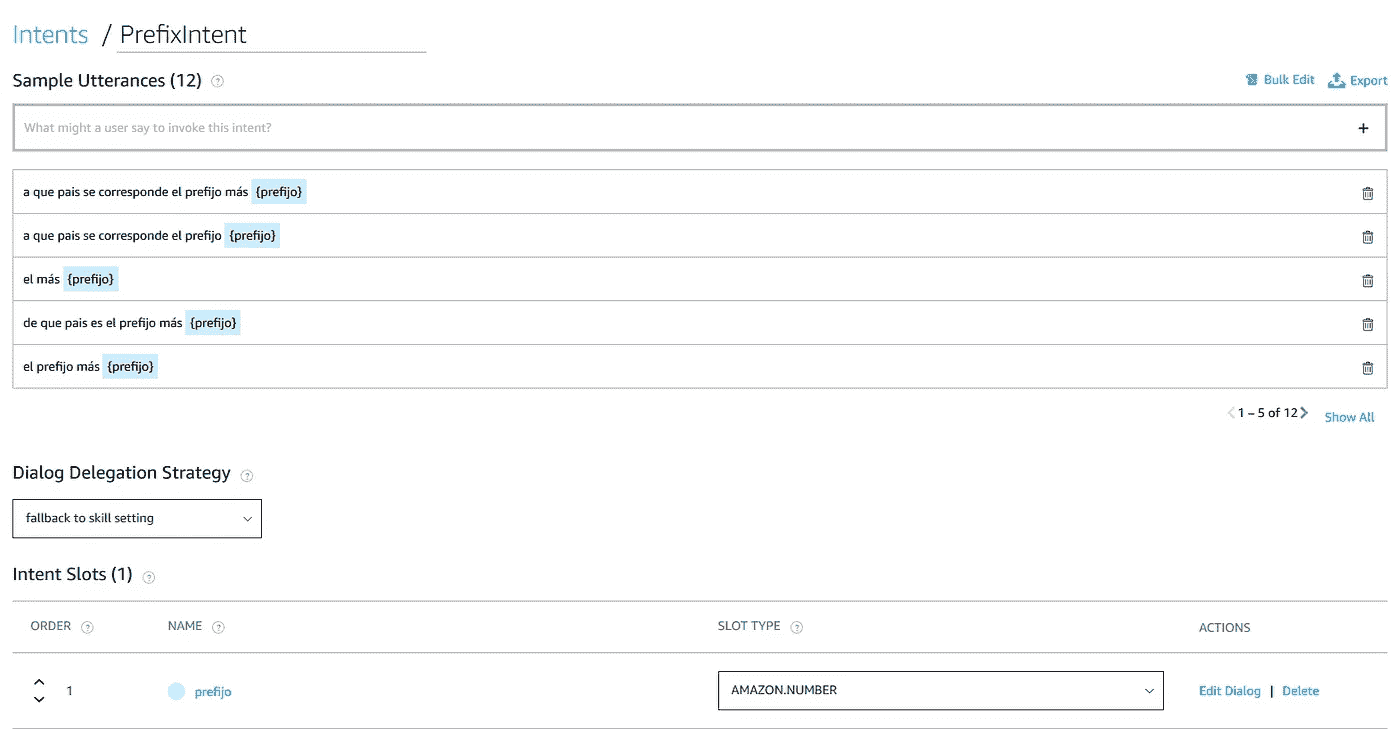 Intents / PrefixIntent
Sample Utterances (12) ?
Bulk Edit Export
What might a user say to invoke this intent? +
a que pais se corresponde el prefijo más {prefijo}
a que pais se corresponde el prefijo {prefijo}
el más {prefijo}
de que pais es el prefijo más {prefijo}
el prefijo más {prefijo}
< 1 – 5 of 12 > Show All
Dialog Delegation Strategy ?
fallback to skill setting
Intent Slots (1) ?
ORDER ? NAME ? SLOT TYPE ? ACTIONS
1 prefijo AMAZON.NUMBER Edit Dialog | Delete